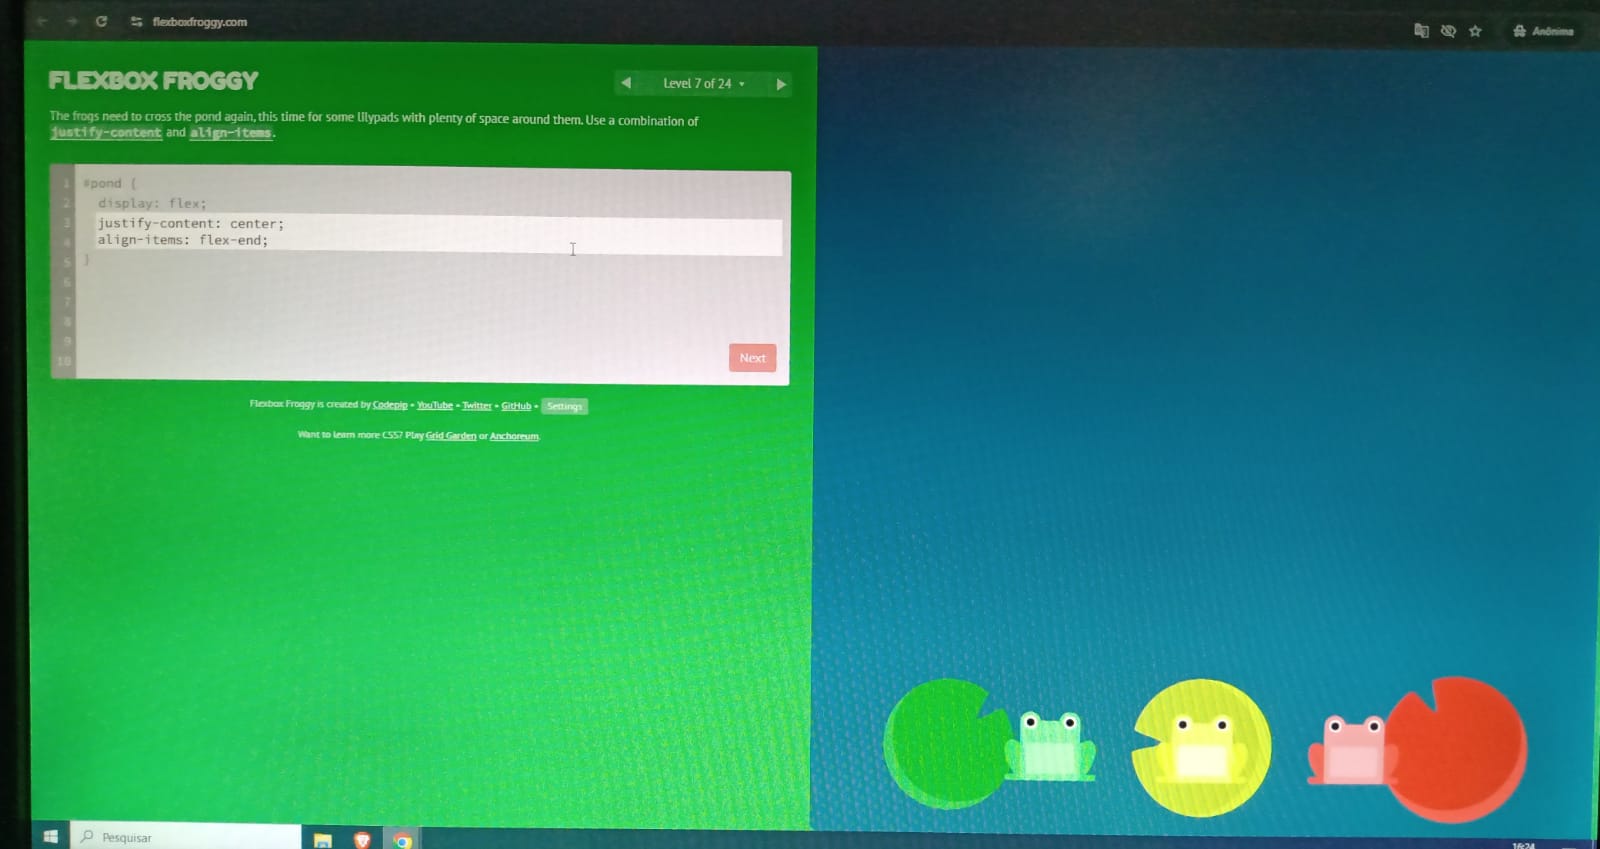 flexboxfroggy.com
Anônima
FLEXBOX FROGGY
Level 7 of 24
The frogs need to cross the pond again, this time for some lilypads with plenty of space around them. Use a combination of
justify-content and align-items.
1 #pond {
2 display: flex;
3 justify-content: center;
4 align-items: flex-end;
5 }
6
7
8
9
10
Next
Flexbox Froggy is created by Codepip • YouTube • Twitter • GitHub • Settings
Want to learn more CSS? Play Grid Garden or Anchoreum.
Pesquisar
16:24